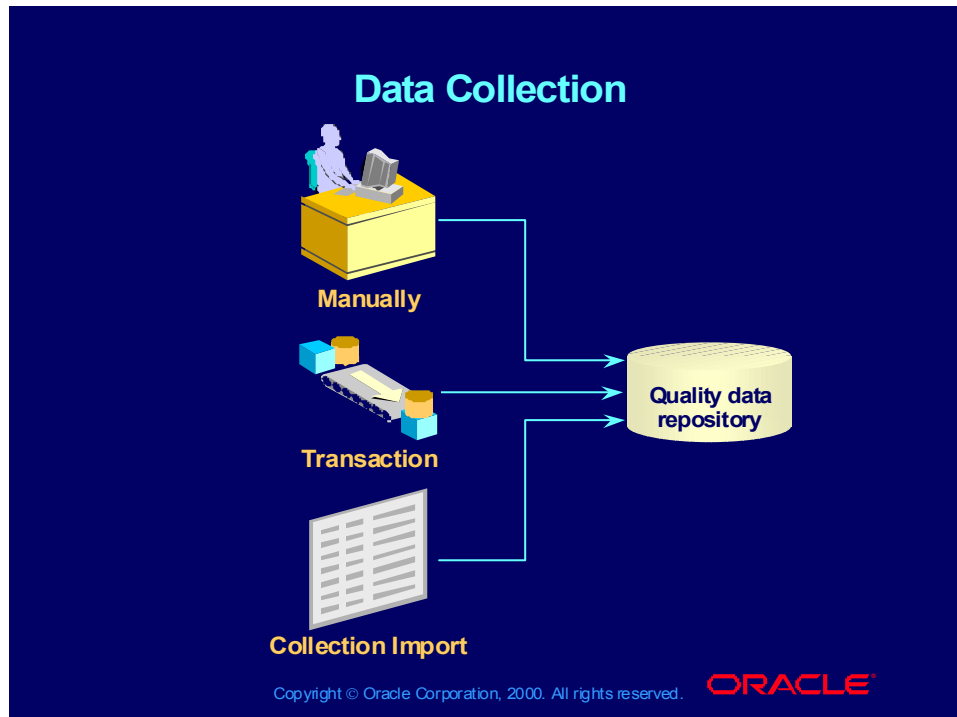 Data Collection
Manually
Quality data
repository
Transaction
Collection Import
Copyright © Oracle Corporation, 2000. All rights reserved.
ORACLE®